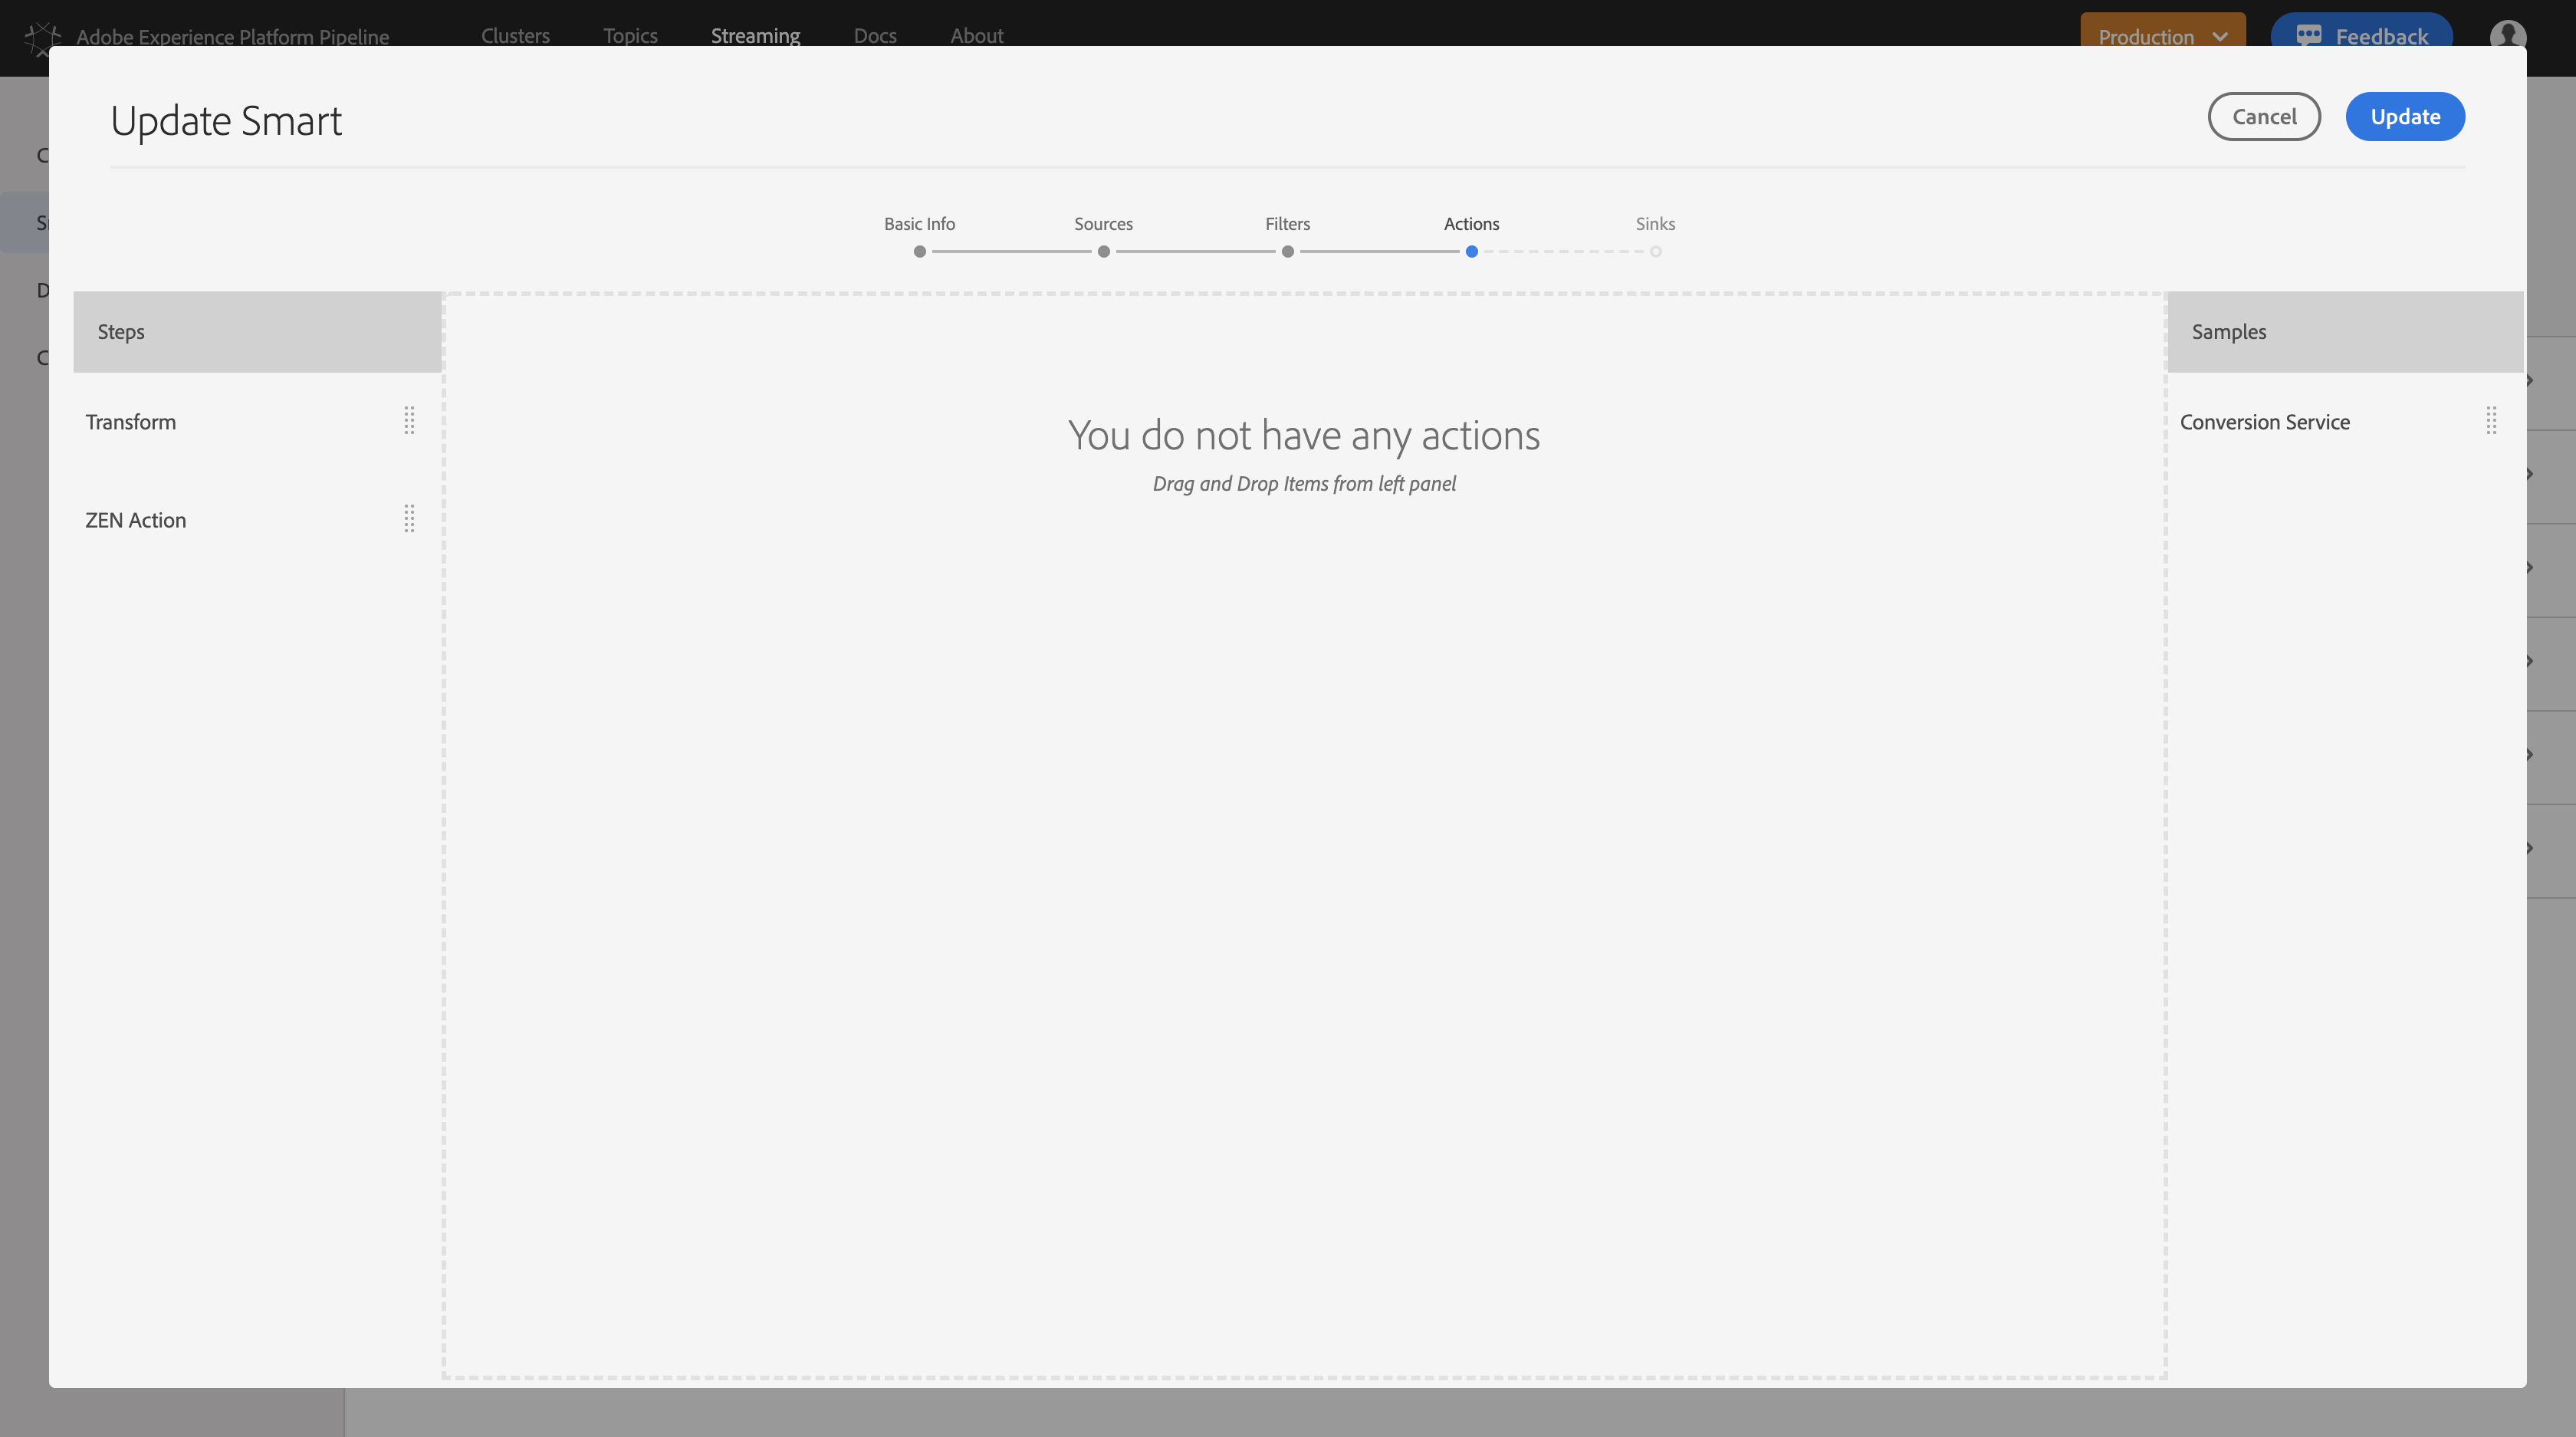 Adobe Experience Platform Pipeline
Clusters
Topics
Streaming
Docs
About
Production
Feedback
Update Smart
Cancel
Update
Basic Info
Sources
Filters
Actions
Sinks
Steps
Transform
ZEN Action
You do not have any actions
Drag and Drop Items from left panel
Samples
Conversion Service